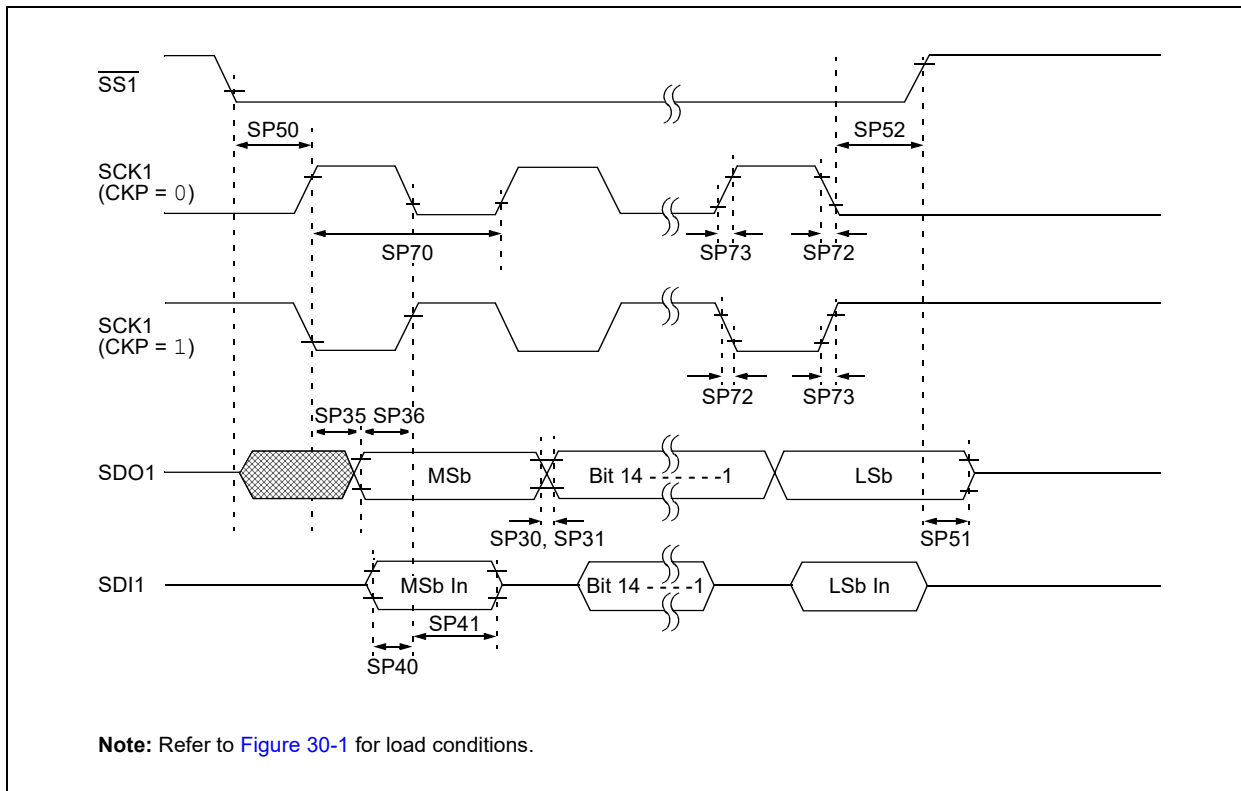 SS1
SP50
SP52
SCK1
(CKP = 0)
SP70
SP73
SP72
SCK1
(CKP = 1)
SP72
SP73
SP35 SP36
SDO1
MSb
Bit 14 - - - - - -1
LSb
SP30, SP31
SP51
SDI1
MSb In
Bit 14 - - - -1
LSb In
SP41
SP40
Note: Refer to Figure 30-1 for load conditions.